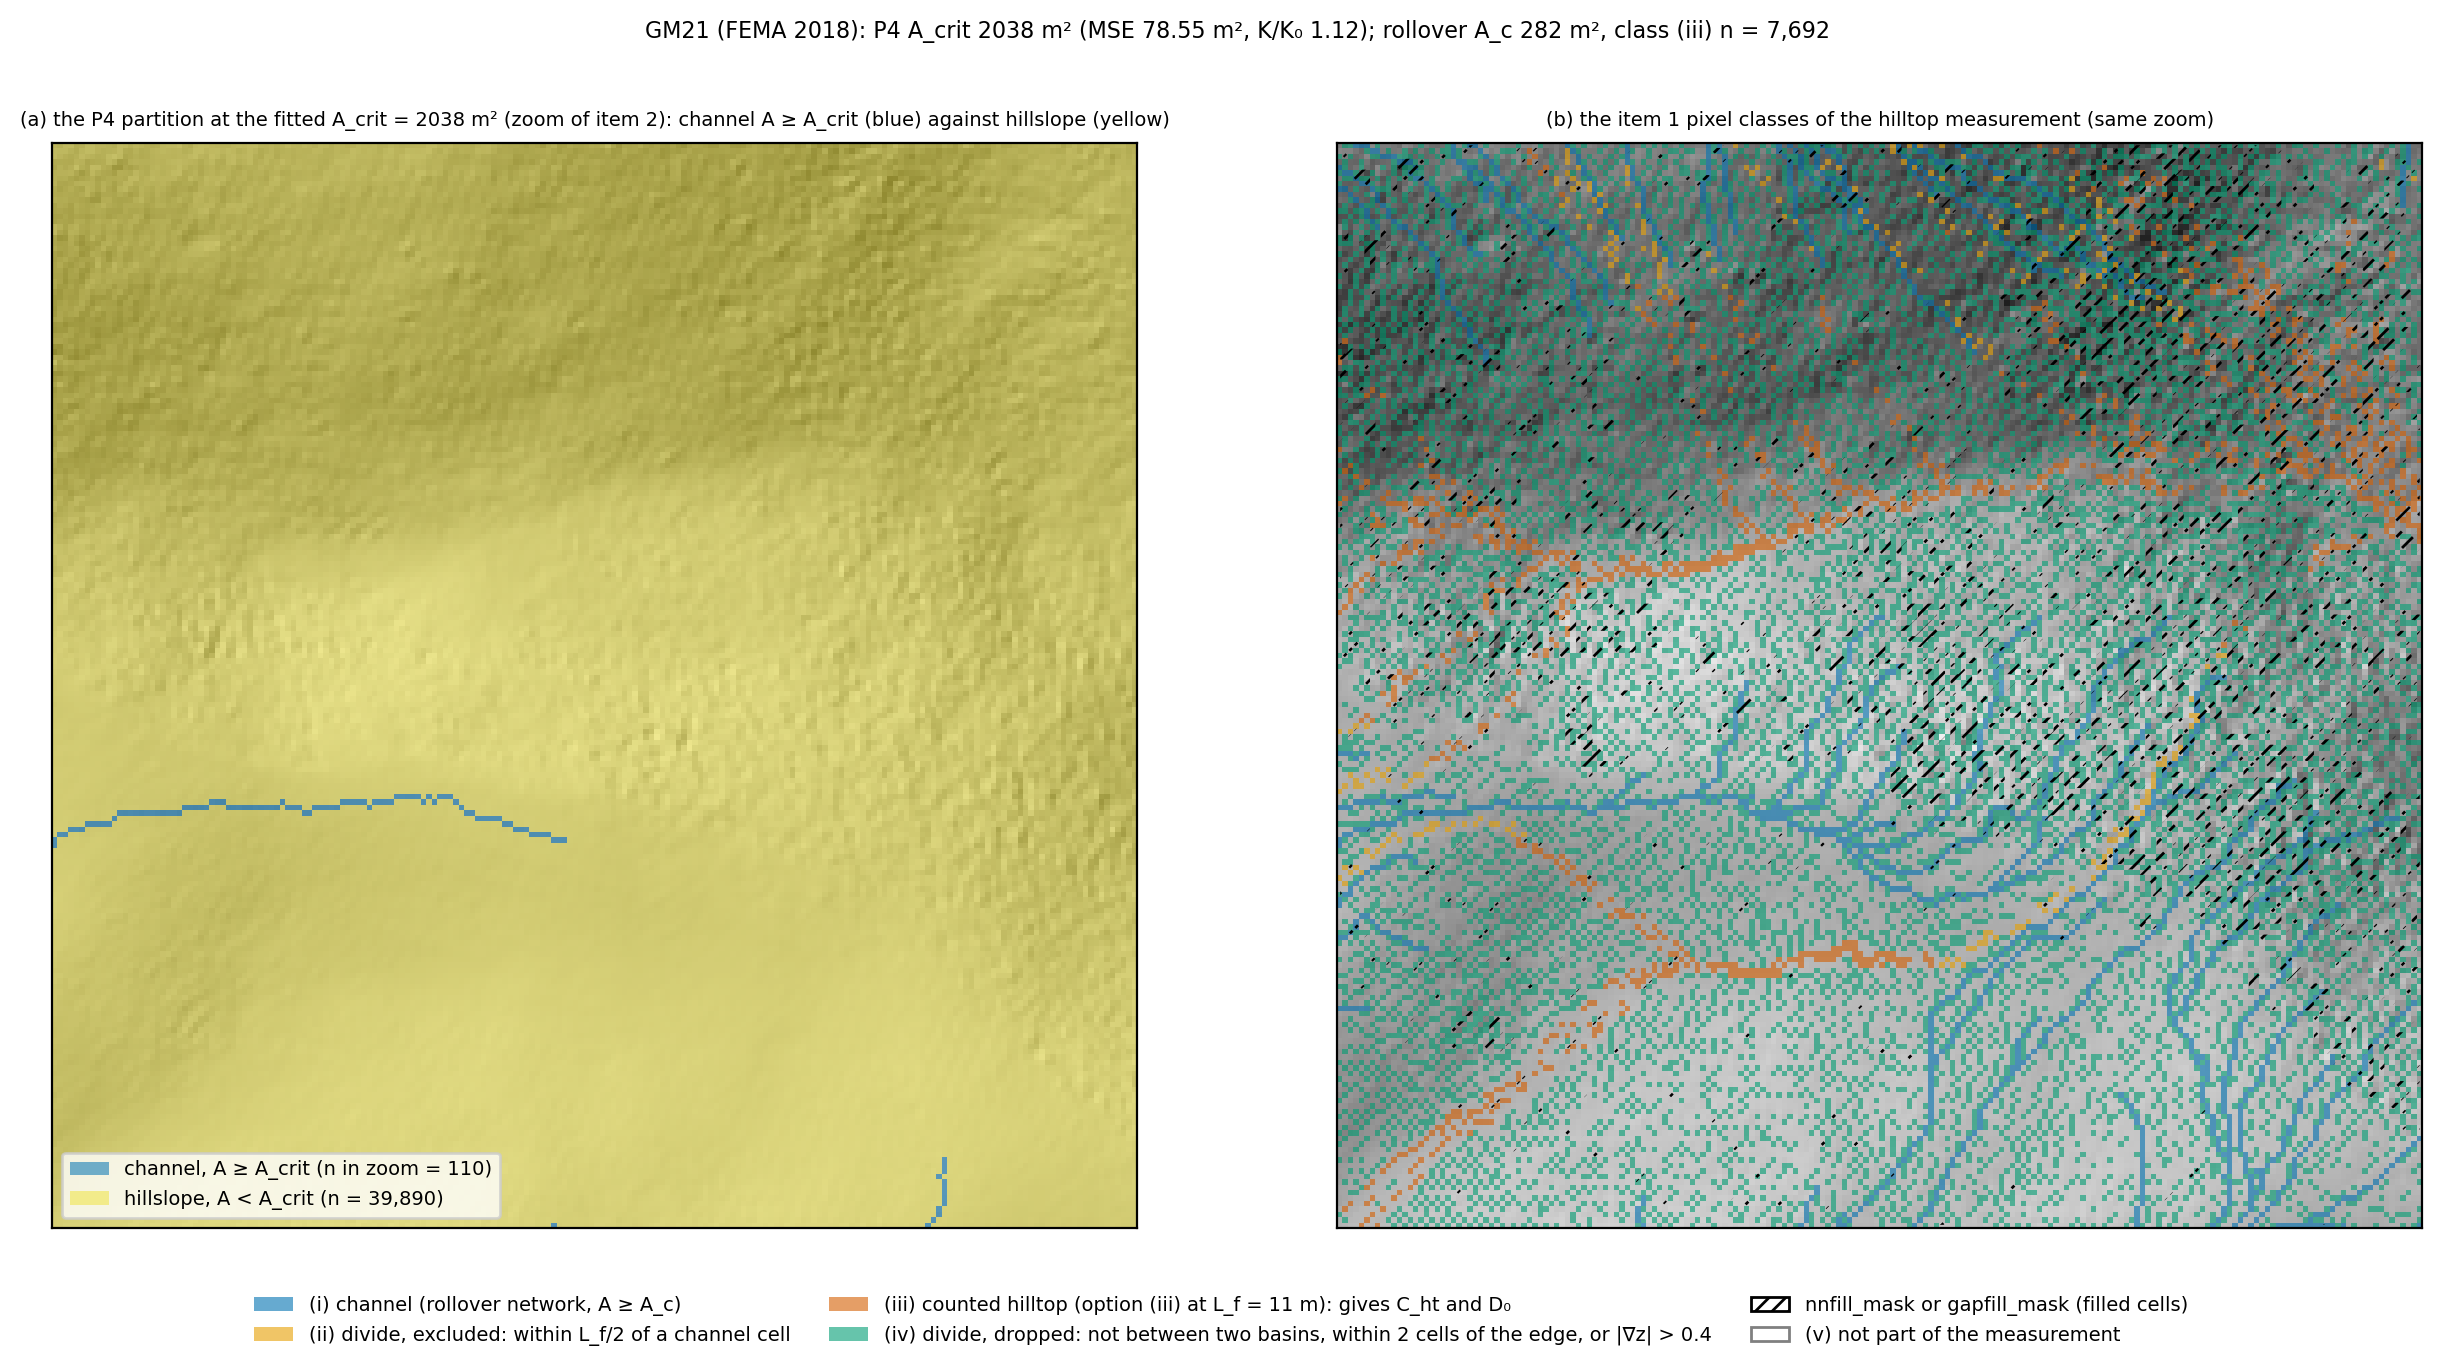 GM21 (FEMA 2018): P4 A_crit 2038 m² (MSE 78.55 m², K/K₀ 1.12); rollover A_c 282 m², class (iii) n = 7,692
(a) the P4 partition at the fitted A_crit = 2038 m² (zoom of item 2): channel A ≥ A_crit (blue) against hillslope (yellow)
(b) the item 1 pixel classes of the hilltop measurement (same zoom)
channel, A ≥ A_crit (n in zoom = 110)
hillslope, A < A_crit (n = 39,890)
(i) channel (rollover network, A ≥ A_c)
(ii) divide, excluded: within L_f/2 of a channel cell
(iii) counted hilltop (option (iii) at L_f = 11 m): gives C_ht and D₀
(iv) divide, dropped: not between two basins, within 2 cells of the edge, or |∇z| > 0.4
nnfill_mask or gapfill_mask (filled cells)
(v) not part of the measurement